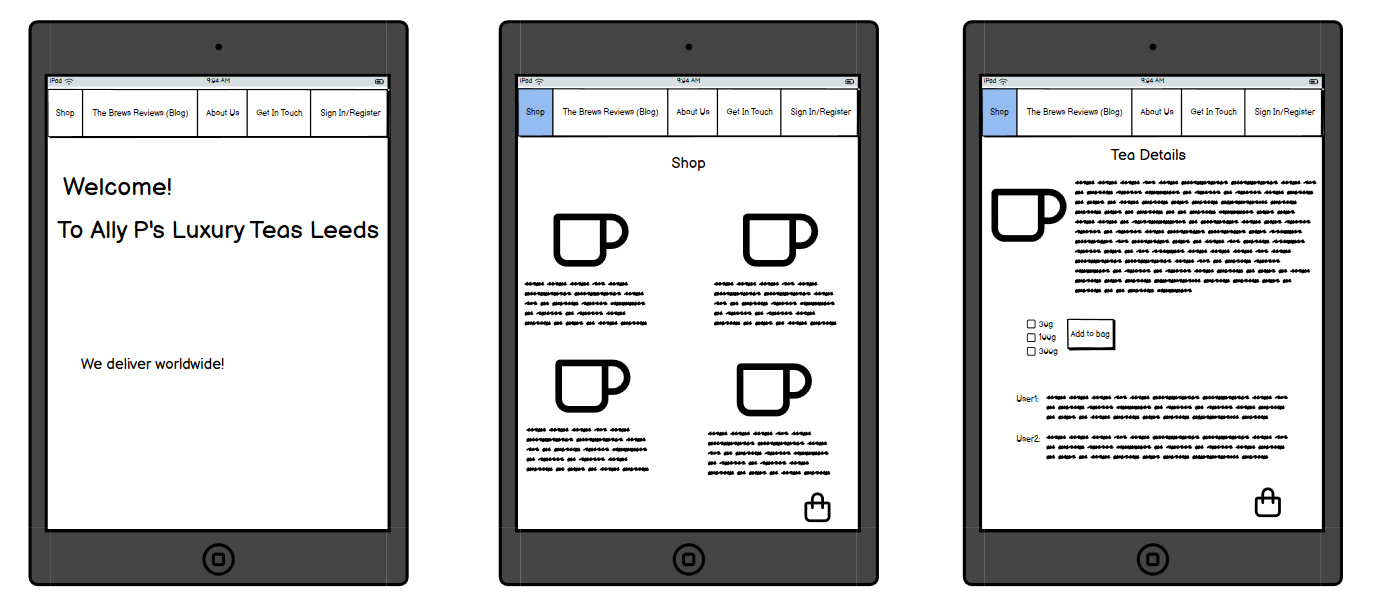 iPad 9:04 AM
Shop The Brews Reviews (Blog) About Us Get In Touch Sign In/Register
Welcome!
To Ally P's Luxury Teas Leeds
We deliver worldwide!
iPad 9:04 AM
Shop The Brews Reviews (Blog) About Us Get In Touch Sign In/Register
Shop
iPad 9:04 AM
Shop The Brews Reviews (Blog) About Us Get In Touch Sign In/Register
Tea Details
30g
100g
300g
Add to bag
User1:
User2: